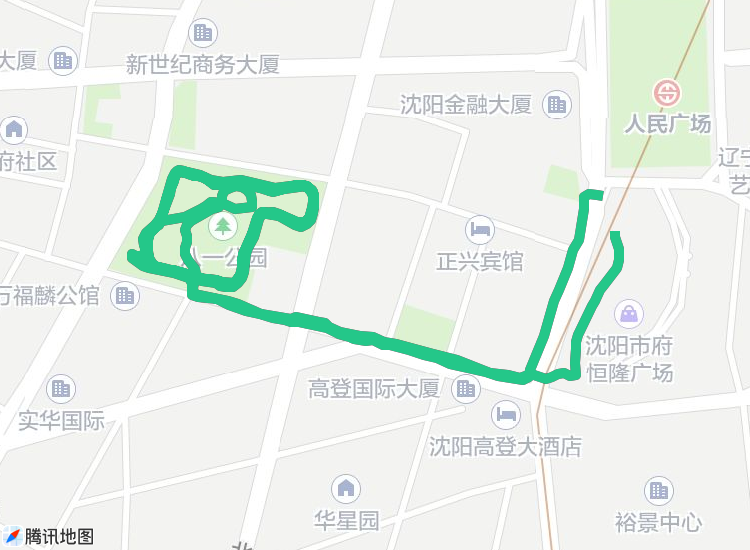 大厦
新世纪商务大厦
沈阳金融大厦
人民广场
府社区
辽宁
艺
八一公园
正兴宾馆
万福麟公馆
沈阳市府
恒隆广场
高登国际大厦
实华国际
沈阳高登大酒店
华星园
裕景中心
腾讯地图
北